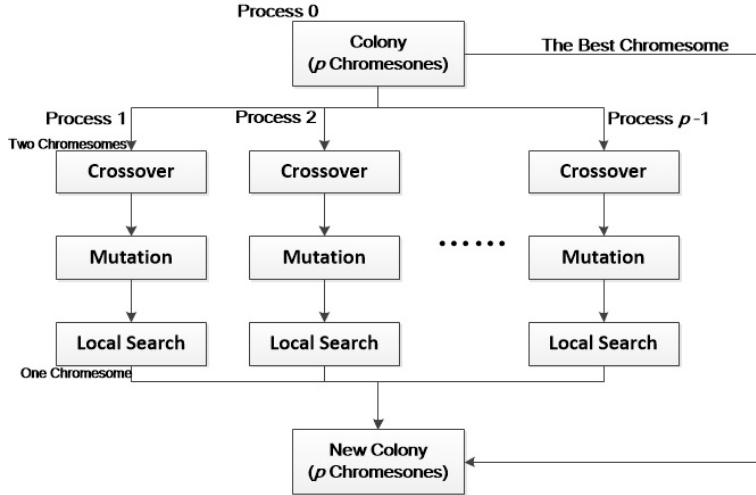 Process 0
Colony
(p Chromesones)
The Best Chromesome
Process 1
Process 2
Process p -1
Two Chromesomes
Crossover
Crossover
Crossover
Mutation
Mutation
......
Mutation
Local Search
Local Search
Local Search
One Chromesome
New Colony
(p Chromesones)